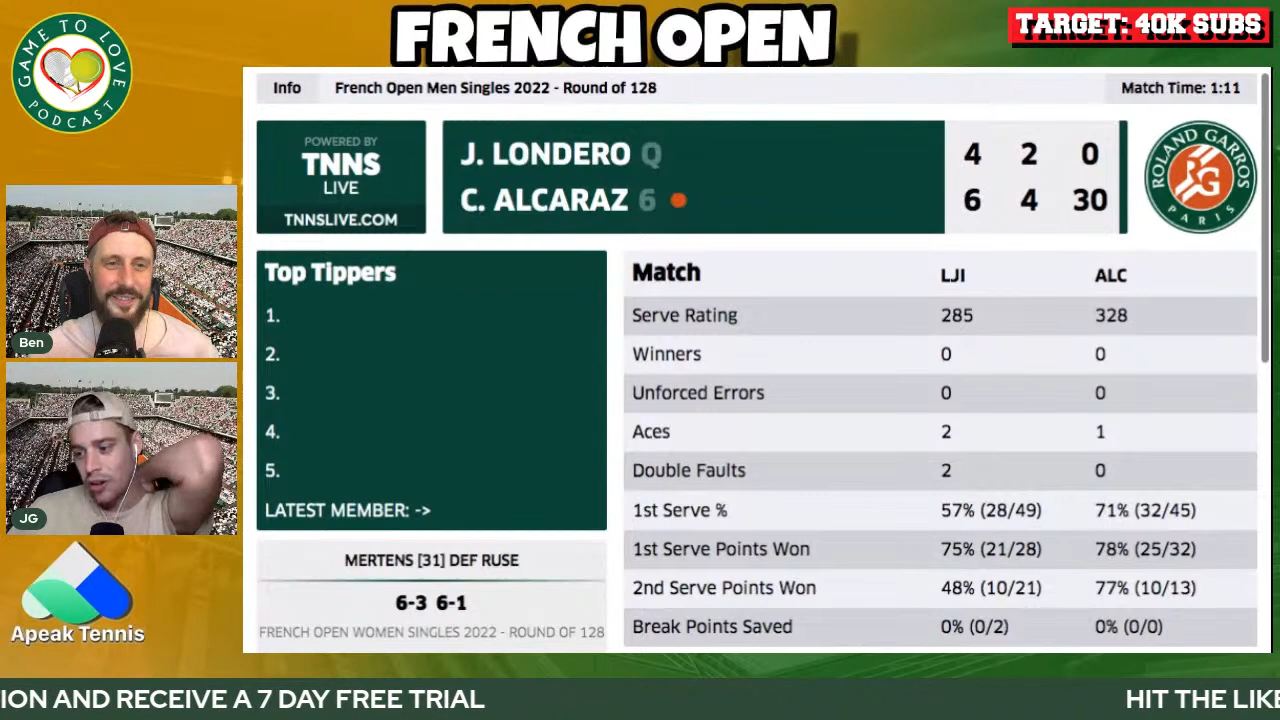 GAME TO LOVE
PODCAST
FRENCH OPEN
TARGET: 40K SUBS
Info
French Open Men Singles 2022 - Round of 128
Match Time: 1:11
POWERED BY
TNNS
LIVE
TNNSLIVE.COM
J. LONDERO Q 4 2 0
C. ALCARAZ 6 6 4 30
ROLAND GARROS
RG
PARIS
Ben
JG
Apeak Tennis
Top Tippers
1.
2.
3.
4.
5.
LATEST MEMBER: ->
MERTENS [31] DEF RUSE
6-3 6-1
FRENCH OPEN WOMEN SINGLES 2022 - ROUND OF 128
Match LJI ALC
Serve Rating 285 328
Winners 0 0
Unforced Errors 0 0
Aces 2 1
Double Faults 2 0
1st Serve % 57% (28/49) 71% (32/45)
1st Serve Points Won 75% (21/28) 78% (25/32)
2nd Serve Points Won 48% (10/21) 77% (10/13)
Break Points Saved 0% (0/2) 0% (0/0)
ION AND RECEIVE A 7 DAY FREE TRIAL
HIT THE LIKE